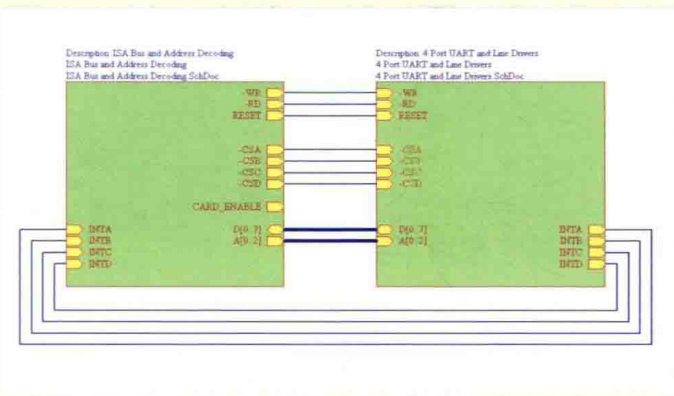 Description ISA Bus and Address Decoding
ISA Bus and Address Decoding
ISA Bus and Address Decoding SchDoc
-WR
-RD
RESET
-CSA
-CSB
-CSC
-CSD
CARD_ENABLE
D[0..7]
A[0..2]
INTA
INTB
INTC
INTD
Description 4 Port UART and Line Drivers
4 Port UART and Line Drivers
4 Port UART and Line Drivers SchDoc
-WR
-RD
RESET
-CSA
-CSB
-CSC
-CSD
D[0..7]
A[0..2]
INTA
INTB
INTC
INTD